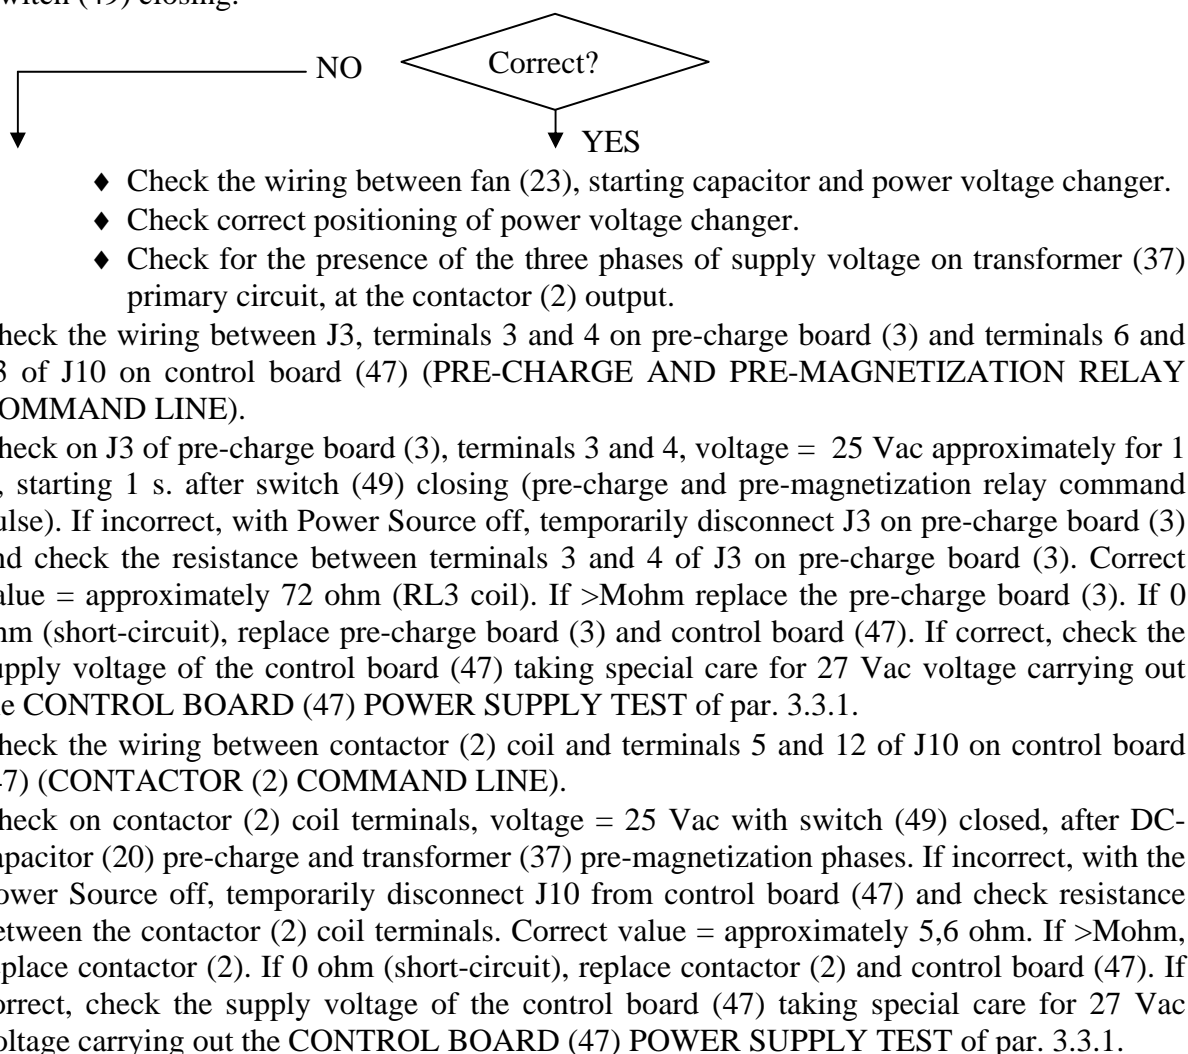 switch (49) closing.
NO Correct?
YES
♦ Check the wiring between fan (23), starting capacitor and power voltage changer.
♦ Check correct positioning of power voltage changer.
♦ Check for the presence of the three phases of supply voltage on transformer (37)
primary circuit, at the contactor (2) output.
heck the wiring between J3, terminals 3 and 4 on pre-charge board (3) and terminals 6 and
3 of J10 on control board (47) (PRE-CHARGE AND PRE-MAGNETIZATION RELAY
OMMAND LINE).
heck on J3 of pre-charge board (3), terminals 3 and 4, voltage = 25 Vac approximately for 1
, starting 1 s. after switch (49) closing (pre-charge and pre-magnetization relay command
ulse). If incorrect, with Power Source off, temporarily disconnect J3 on pre-charge board (3)
nd check the resistance between terminals 3 and 4 of J3 on pre-charge board (3). Correct
alue = approximately 72 ohm (RL3 coil). If >Mohm replace the pre-charge board (3). If 0
hm (short-circuit), replace pre-charge board (3) and control board (47). If correct, check the
upply voltage of the control board (47) taking special care for 27 Vac voltage carrying out
he CONTROL BOARD (47) POWER SUPPLY TEST of par. 3.3.1.
heck the wiring between contactor (2) coil and terminals 5 and 12 of J10 on control board
47) (CONTACTOR (2) COMMAND LINE).
heck on contactor (2) coil terminals, voltage = 25 Vac with switch (49) closed, after DC-
apacitor (20) pre-charge and transformer (37) pre-magnetization phases. If incorrect, with the
ower Source off, temporarily disconnect J10 from control board (47) and check resistance
etween the contactor (2) coil terminals. Correct value = approximately 5,6 ohm. If >Mohm,
eplace contactor (2). If 0 ohm (short-circuit), replace contactor (2) and control board (47). If
orrect, check the supply voltage of the control board (47) taking special care for 27 Vac
oltage carrying out the CONTROL BOARD (47) POWER SUPPLY TEST of par. 3.3.1.